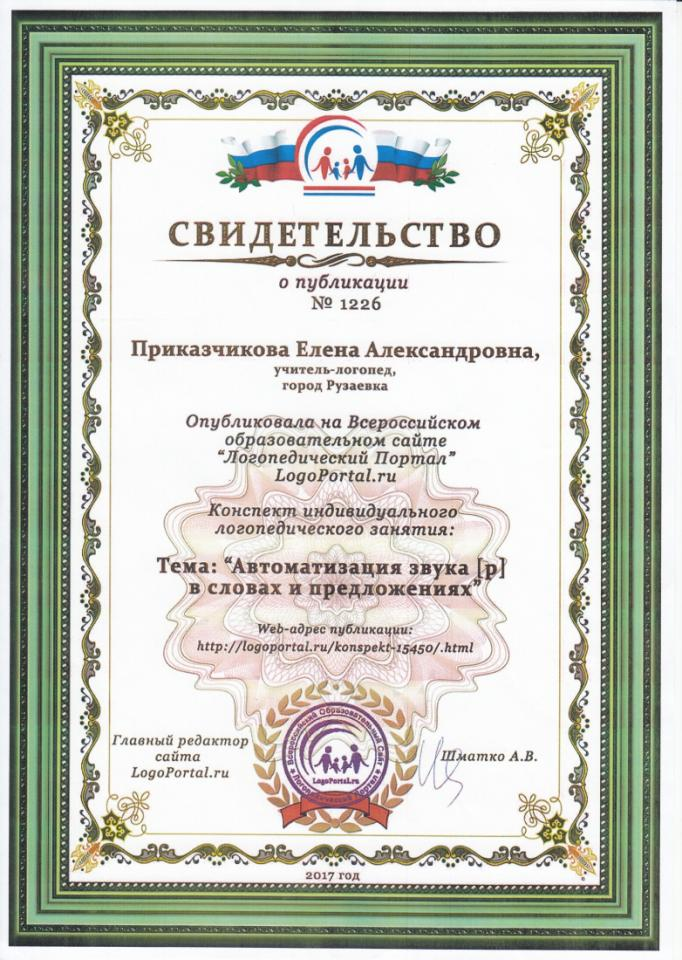 СВИДЕТЕЛЬСТВО
о публикации
№ 1226
Приказчикова Елена Александровна,
учитель-логопед,
город Рузаевка
Опубликовала на Всероссийском
образовательном сайте
“Логопедический Портал”
LogoPortal.ru
Конспект индивидуального
логопедического занятия:
Тема: “Автоматизация звука [р]
в словах и предложениях”
Web-адрес публикации:
http://logoportal.ru/konspekt-15450/.html
Главный редактор
сайта
LogoPortal.ru
Всероссийский Образовательный Сайт
LogoPortal.ru
Логопедический Портал
Шматко А.В.
2017 год